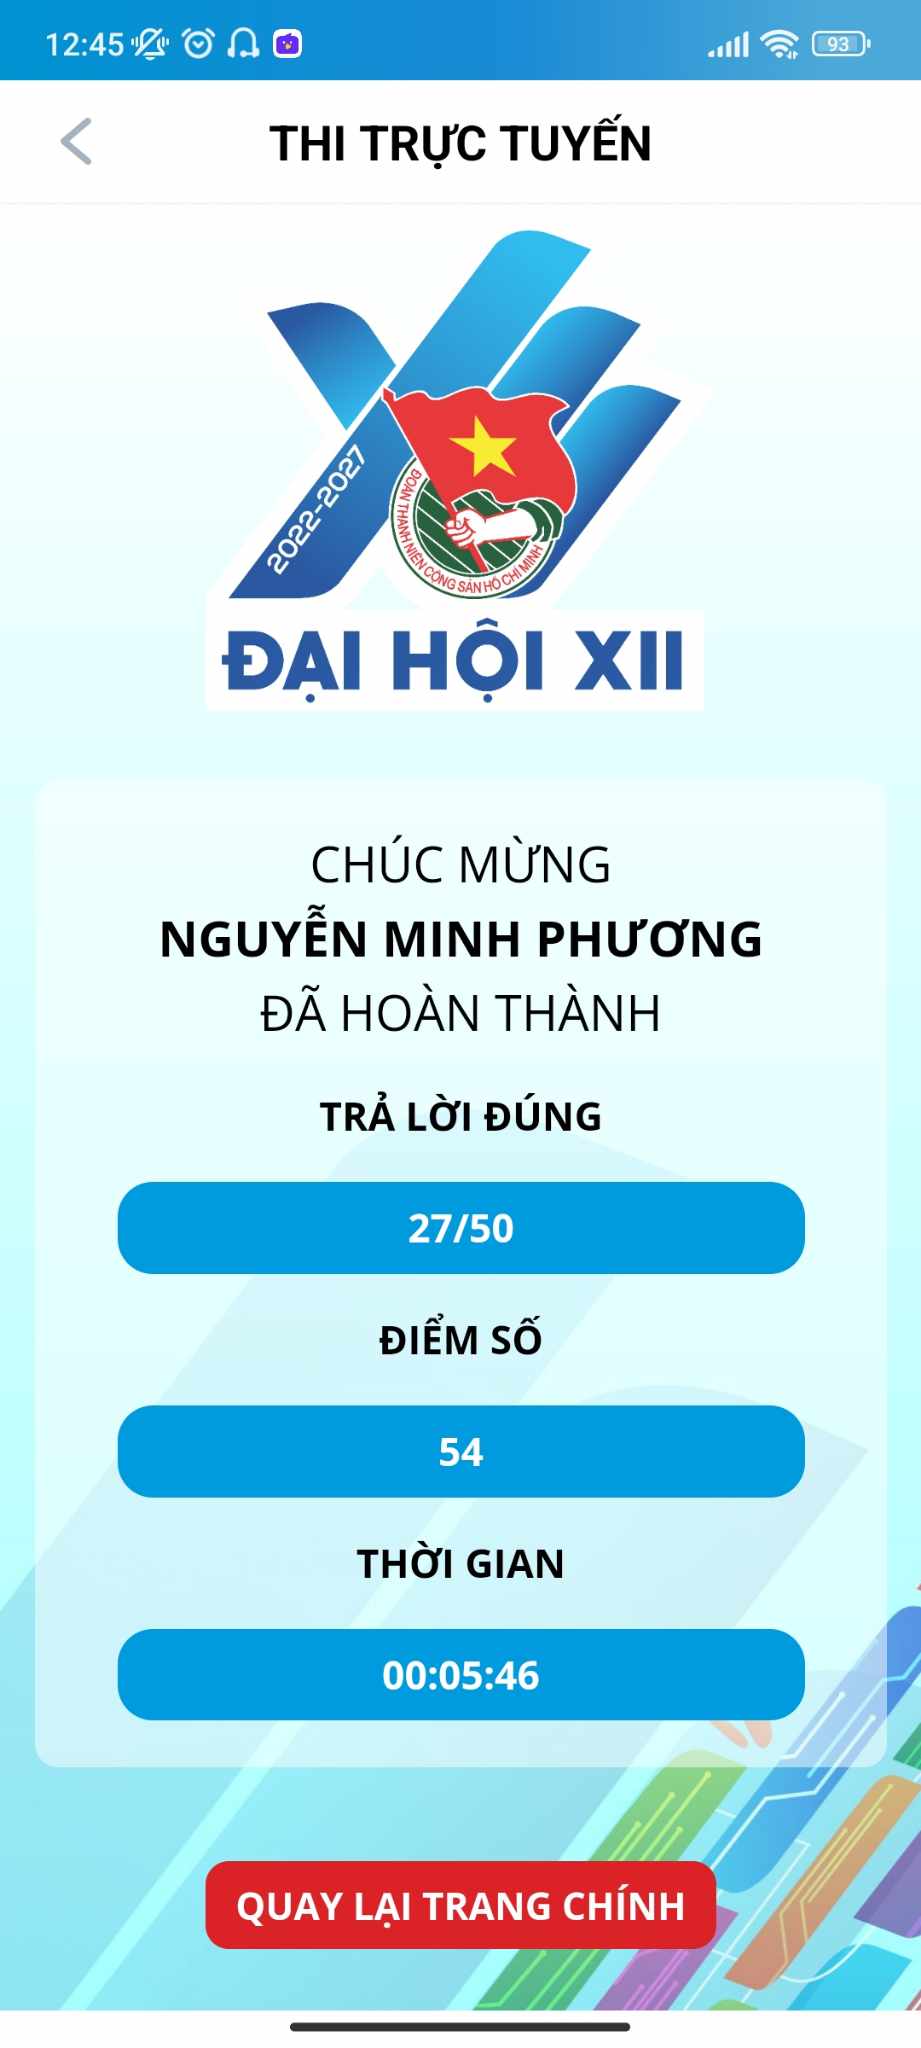 12:45
93
THI TRỰC TUYẾN
2022-2027
ĐOÀN THANH NIÊN CỘNG SẢN HỒ CHÍ MINH
ĐẠI HỘI XII
CHÚC MỪNG
NGUYỄN MINH PHƯƠNG
ĐÃ HOÀN THÀNH
TRẢ LỜI ĐÚNG
27/50
ĐIỂM SỐ
54
THỜI GIAN
00:05:46
QUAY LẠI TRANG CHÍNH